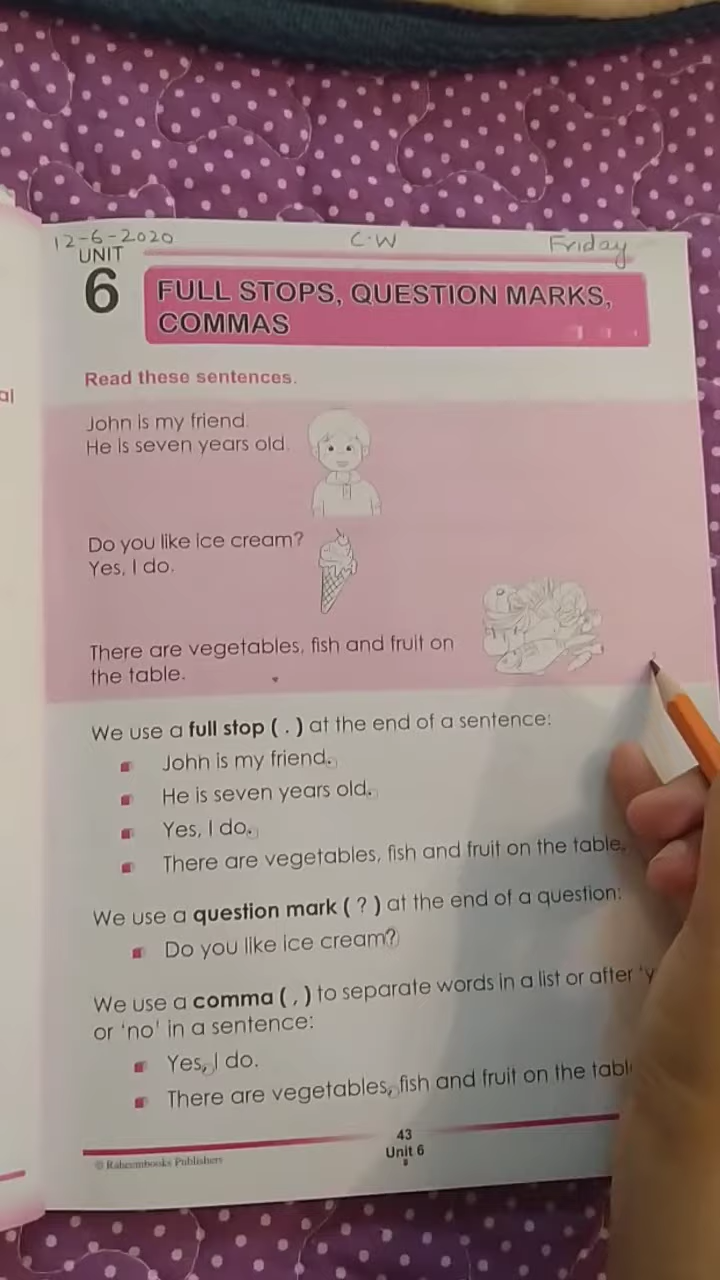 al
12-6-2020 C.W Friday
UNIT
6 FULL STOPS, QUESTION MARKS,
COMMAS
Read these sentences.
John is my friend.
He is seven years old.
Do you like ice cream?
Yes, I do.
There are vegetables, fish and fruit on
the table.
We use a full stop ( . ) at the end of a sentence:
John is my friend.
He is seven years old.
Yes, I do.
There are vegetables, fish and fruit on the table.
We use a question mark ( ? ) at the end of a question:
Do you like ice cream?
We use a comma ( , ) to separate words in a list or after 'y
or 'no' in a sentence:
Yes, I do.
There are vegetables, fish and fruit on the tabl
43
© Raheembooks Publishers
Unit 6